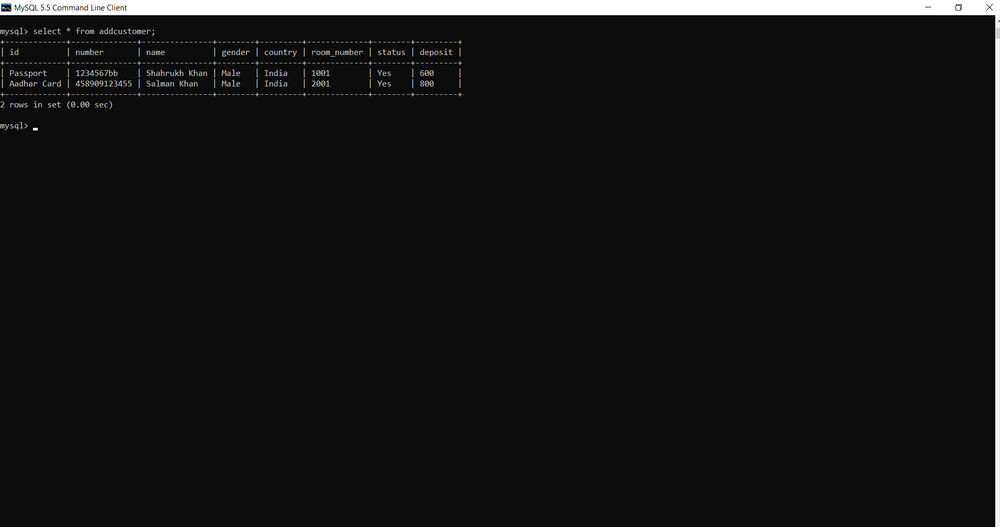 MySQL 5.5 Command Line Client
mysql> select * from addcustomer;
+-------------+--------------+---------------+--------+---------+-------------+--------+---------+
| id          | number       | name          | gender | country | room_number | status | deposit |
+-------------+--------------+---------------+--------+---------+-------------+--------+---------+
| Passport    | 1234567bb    | Shahrukh Khan | Male   | India   | 1001        | Yes    | 600     |
| Aadhar Card | 458909123455 | Salman Khan   | Male   | India   | 2001        | Yes    | 800     |
+-------------+--------------+---------------+--------+---------+-------------+--------+---------+
2 rows in set (0.00 sec)
mysql> _